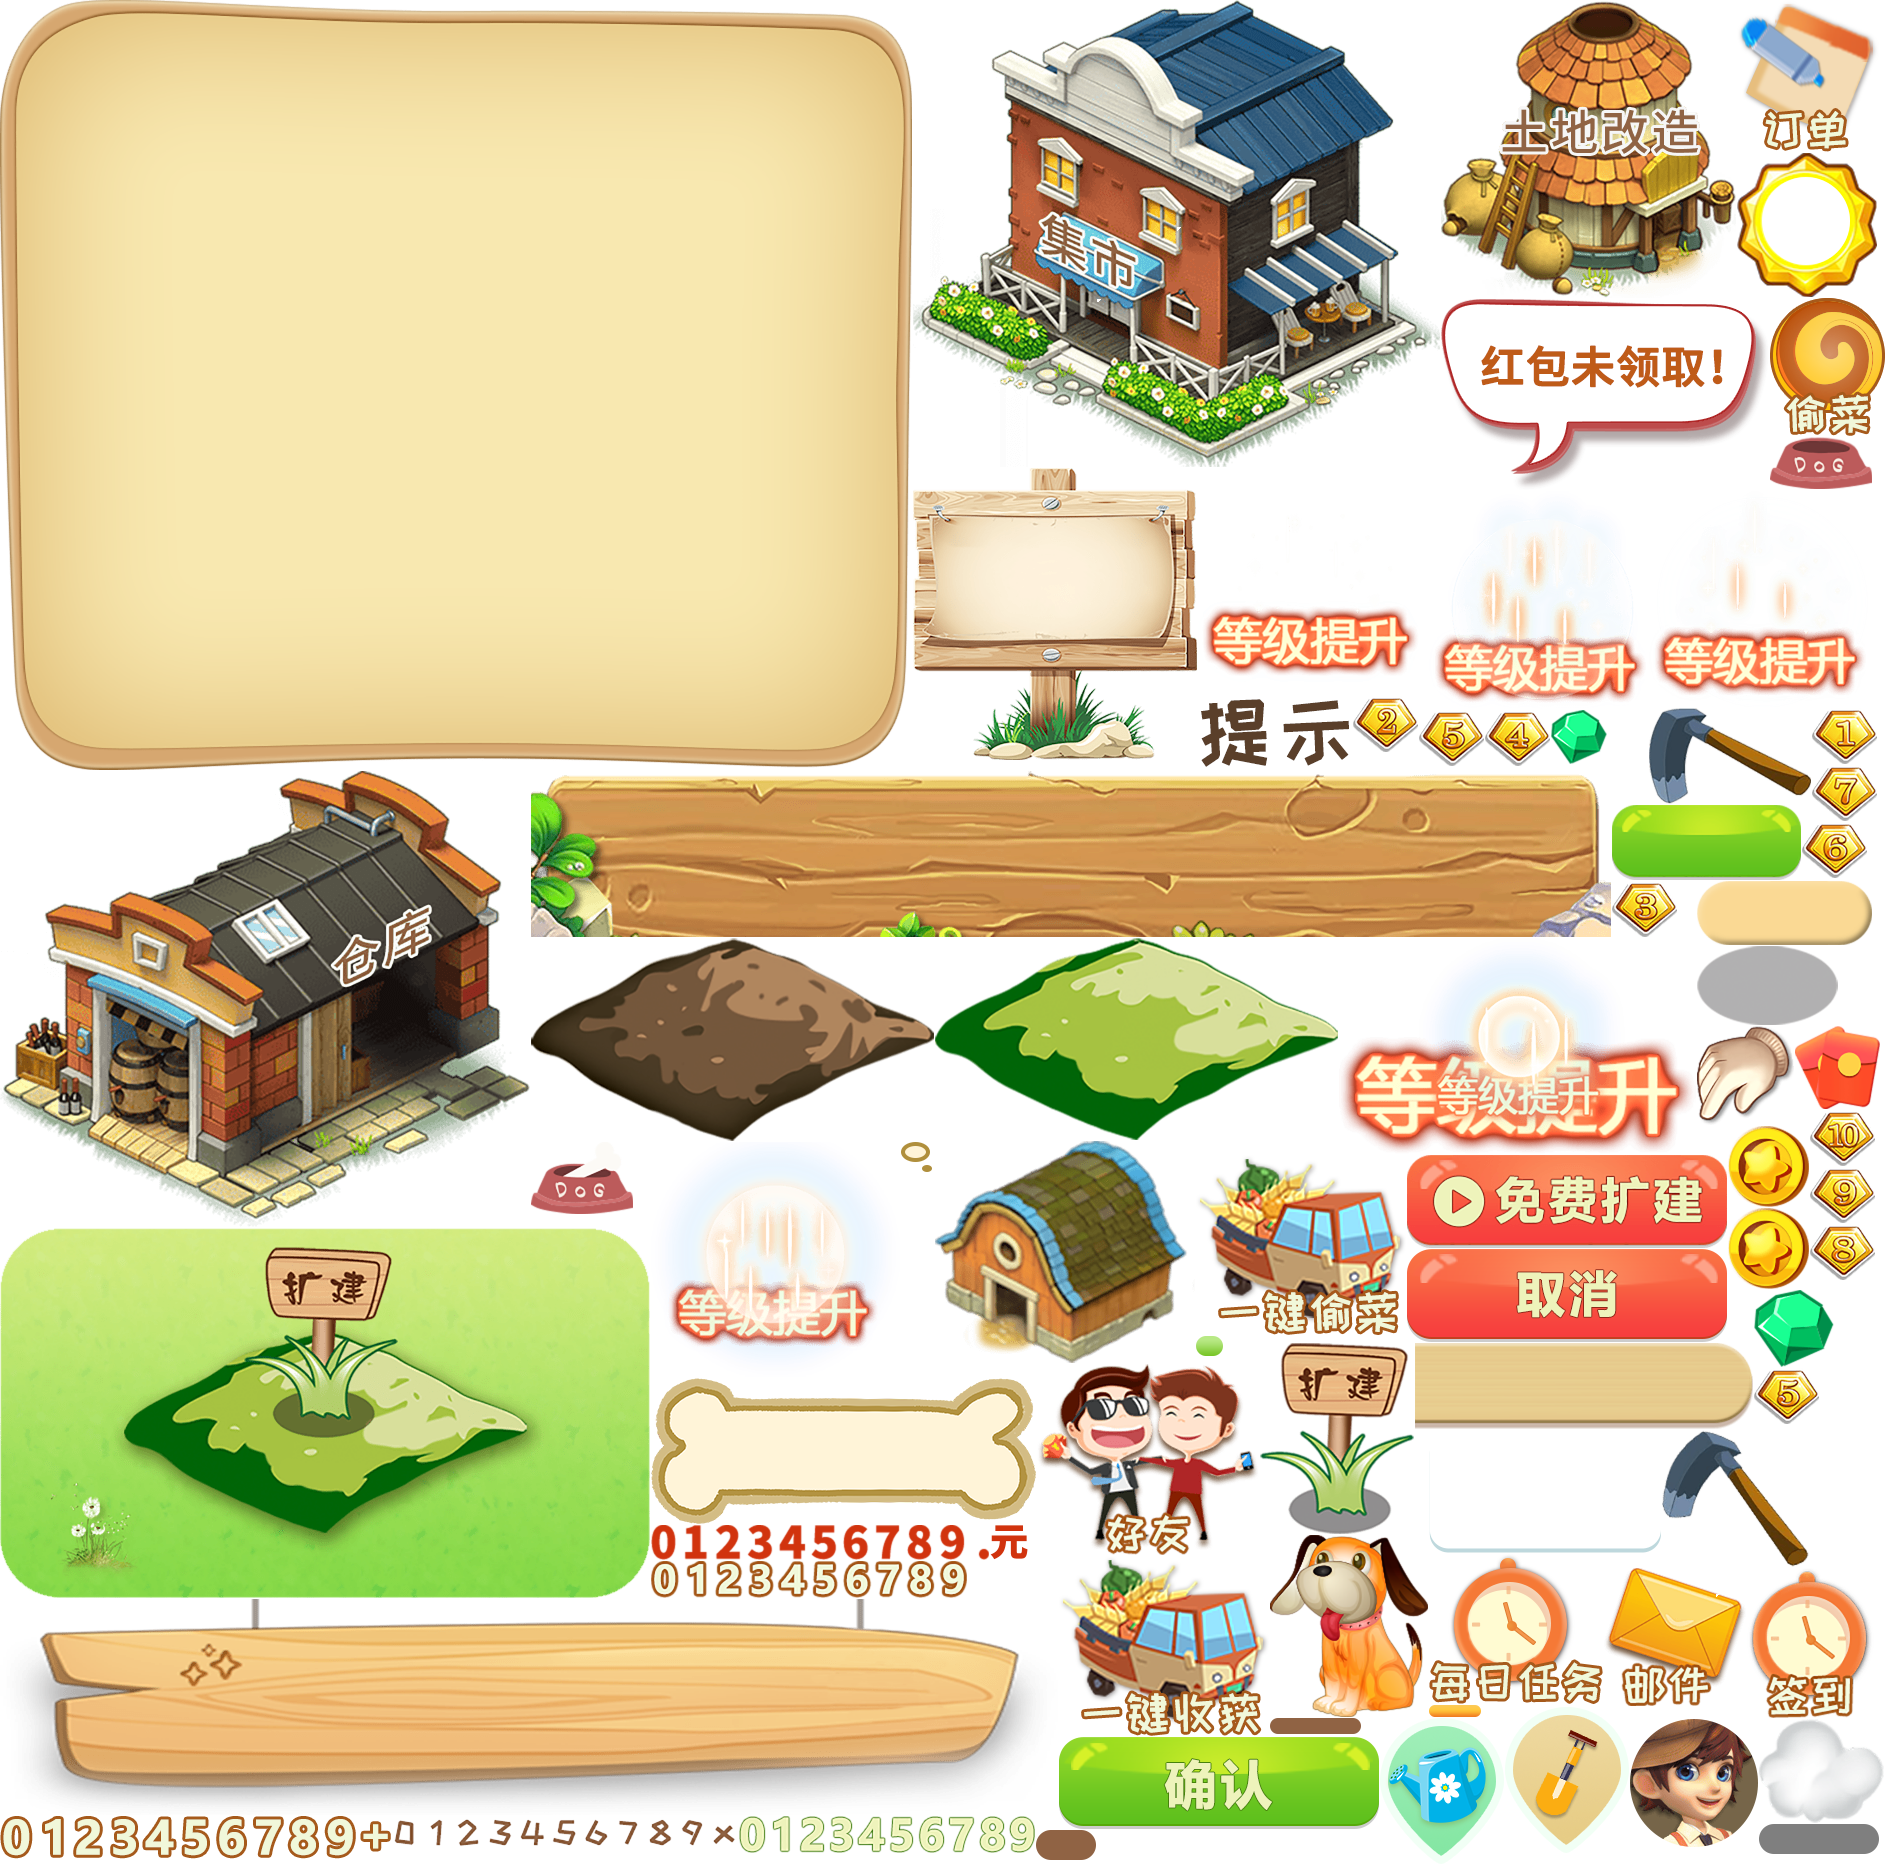 土地改造
订单
集市
红包未领取！
偷菜
DOG
等级提升
等级提升
等级提升
提示
2
5
4
1
7
6
3
仓库
等级提升
等级提升
10
9
8
DOG
免费扩建
扩建
等级提升
一键偷菜
取消
扩建
5
好友
0123456789.元
0123456789
每日任务
邮件
签到
一键收获
确认
0123456789+
0123456789×
0123456789